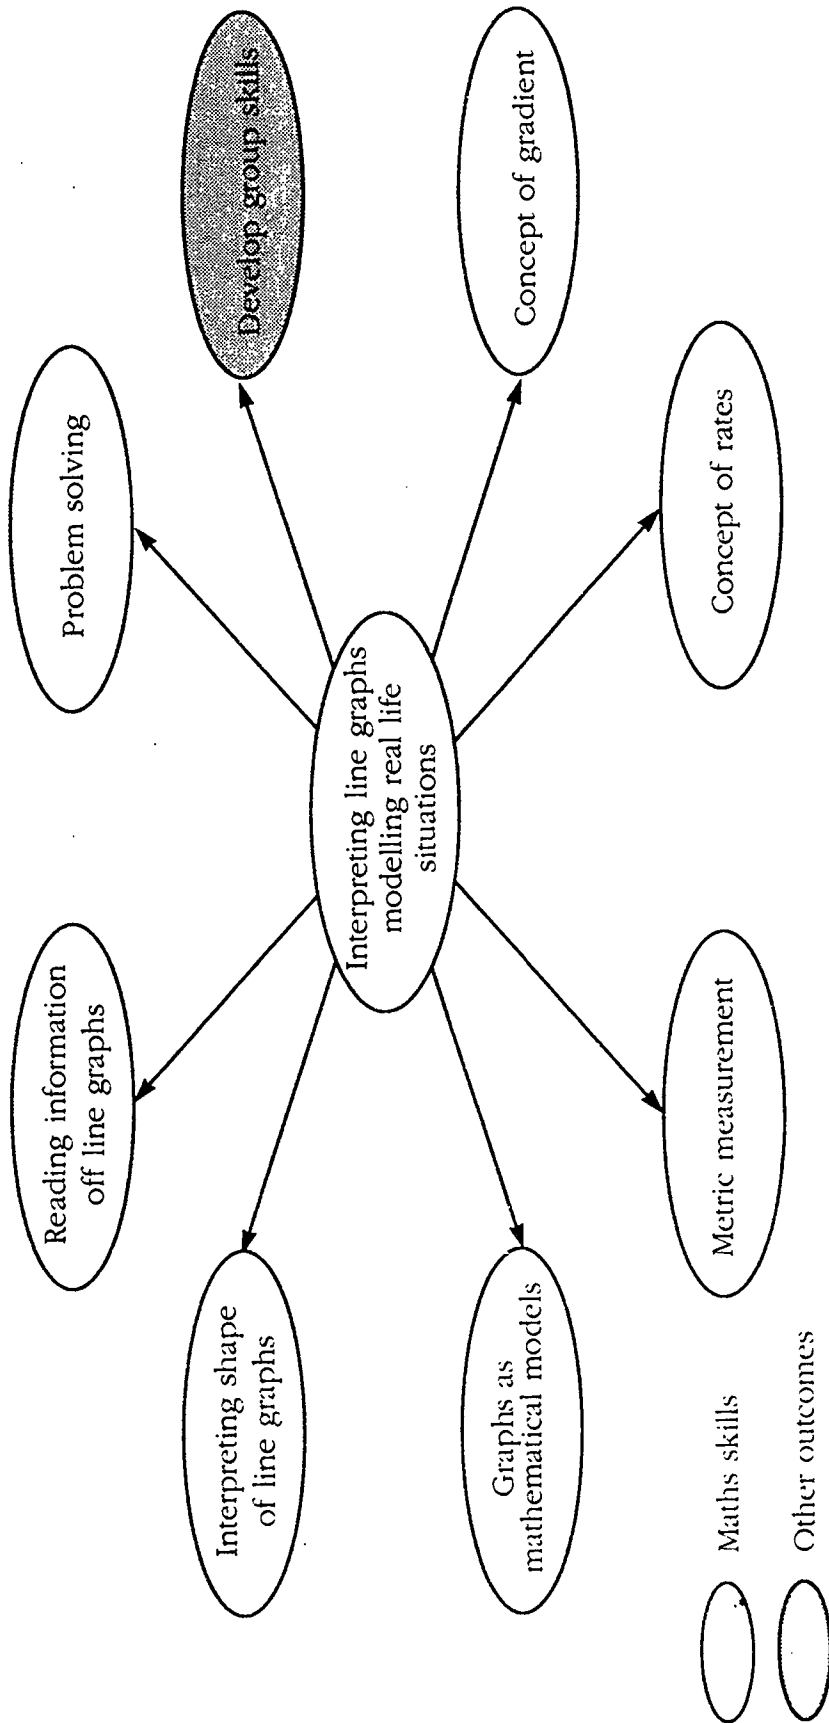 Reading information
off line graphs
Problem solving
Interpreting shape
of line graphs
Develop group skills
Interpreting line graphs
modelling real life
situations
Graphs as
mathematical models
Concept of gradient
Metric measurement
Concept of rates
Maths skills
Other outcomes